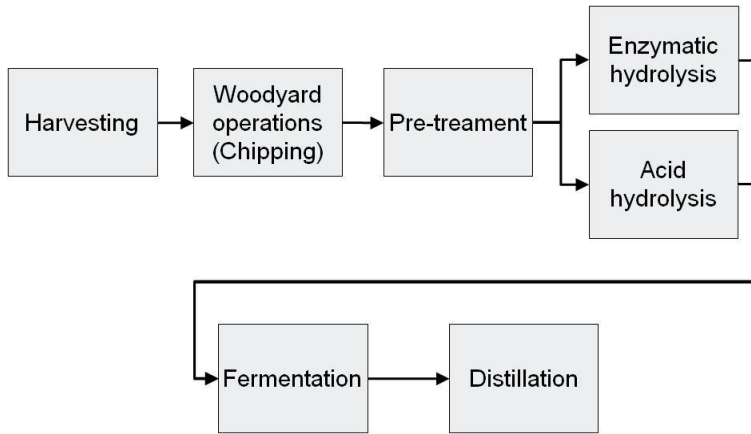 Harvesting
Woodyard
operations
(Chipping)
Pre-treament
Enzymatic
hydrolysis
Acid
hydrolysis
Fermentation
Distillation